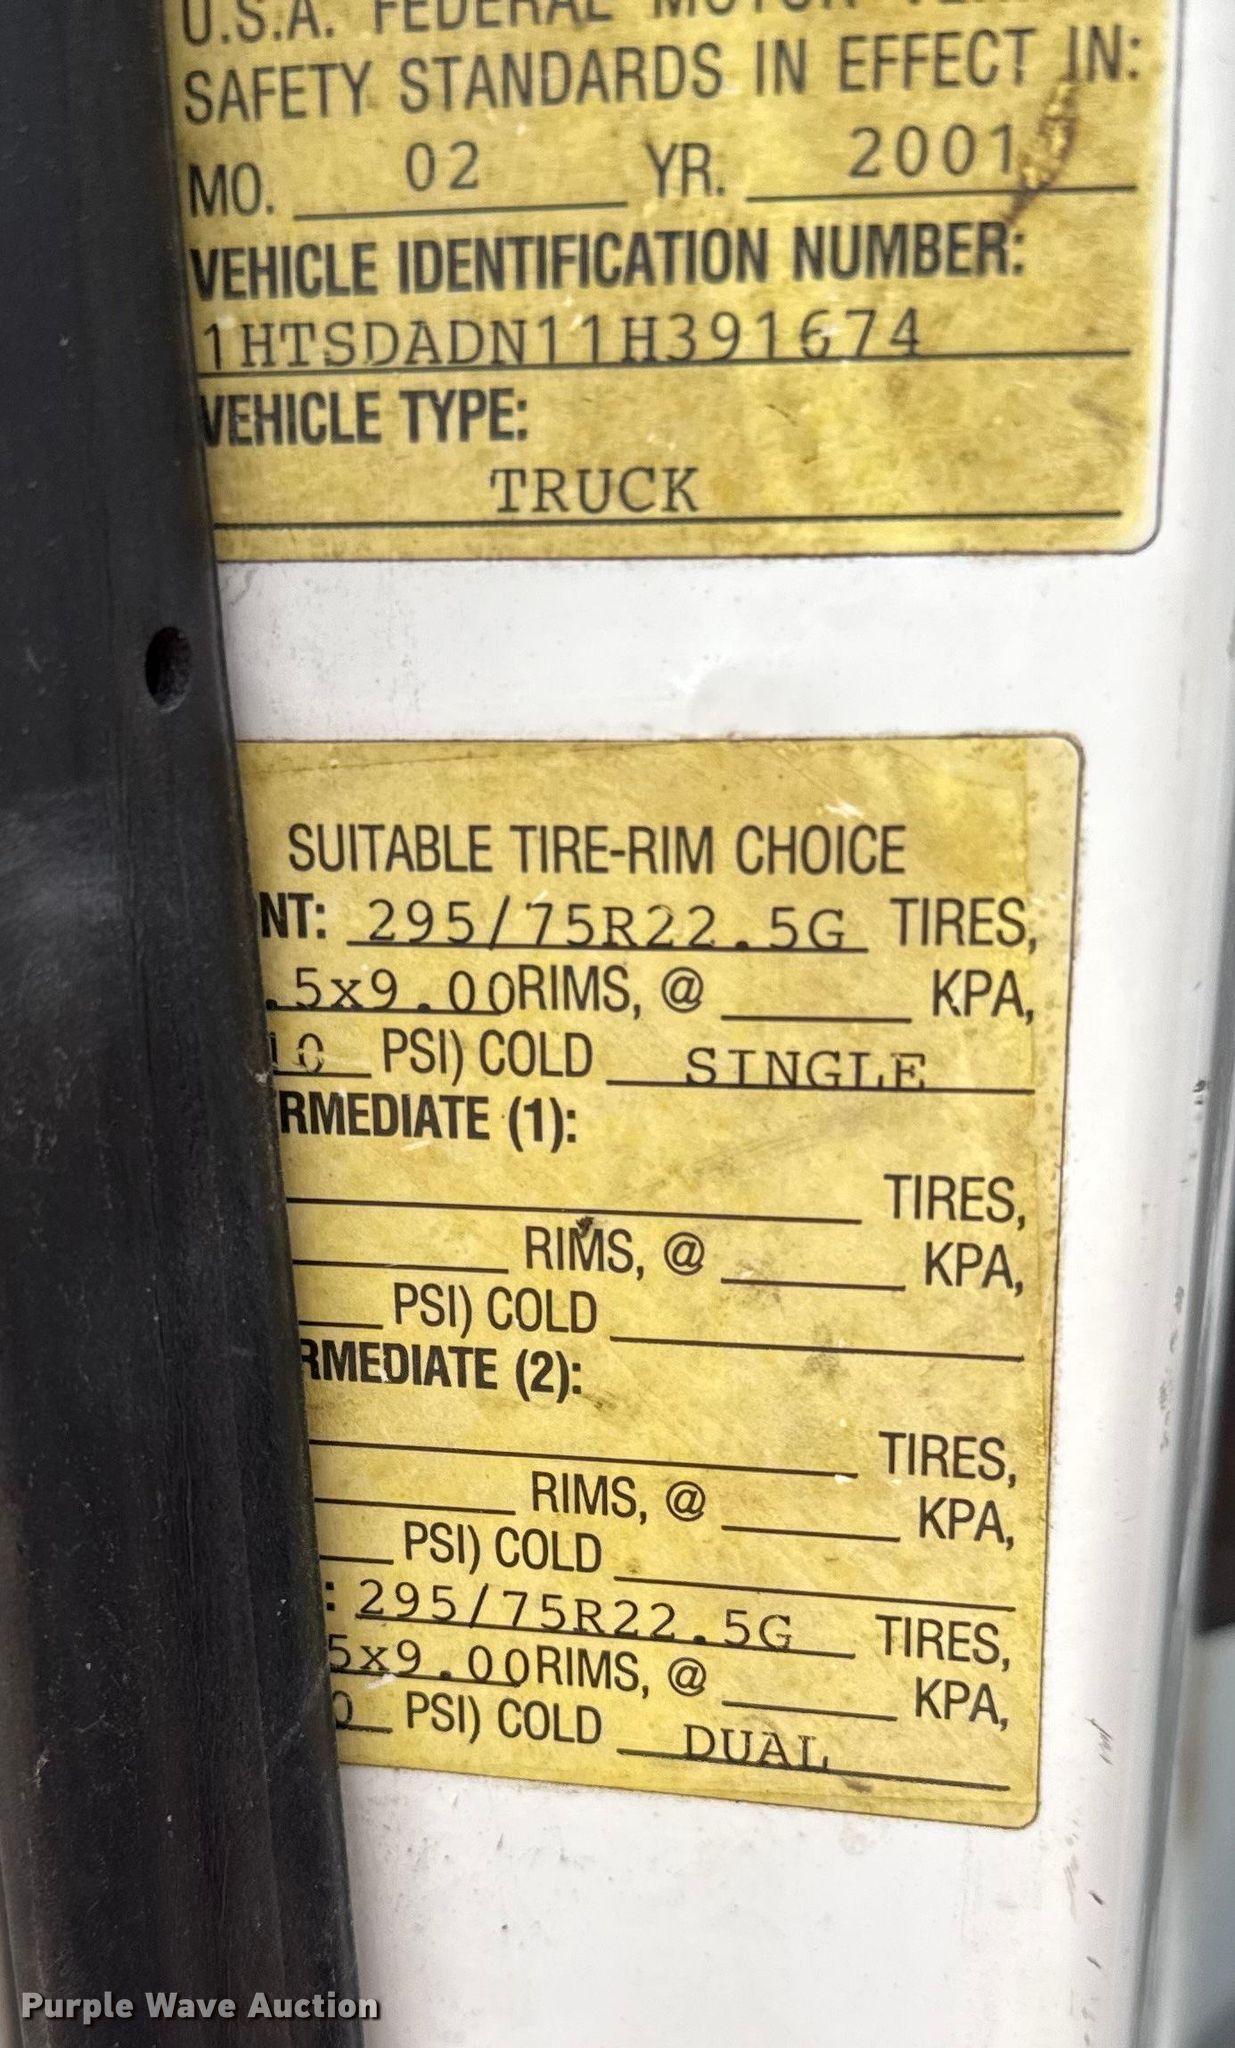 U.S.A. FEDERAL MOTOR
SAFETY STANDARDS IN EFFECT IN:
MO. 02 YR. 2001
VEHICLE IDENTIFICATION NUMBER:
1HTSDADN11H391674
VEHICLE TYPE:
TRUCK
SUITABLE TIRE-RIM CHOICE
NT: 295/75R22.5G TIRES,
.5x9.00RIMS, @ KPA,
10 PSI) COLD SINGLE
RMEDIATE (1):
TIRES,
RIMS, @ KPA,
PSI) COLD
RMEDIATE (2):
TIRES,
RIMS, @ KPA,
PSI) COLD
: 295/75R22.5G TIRES,
5x9.00RIMS, @ KPA,
0 PSI) COLD DUAL
Purple Wave Auction